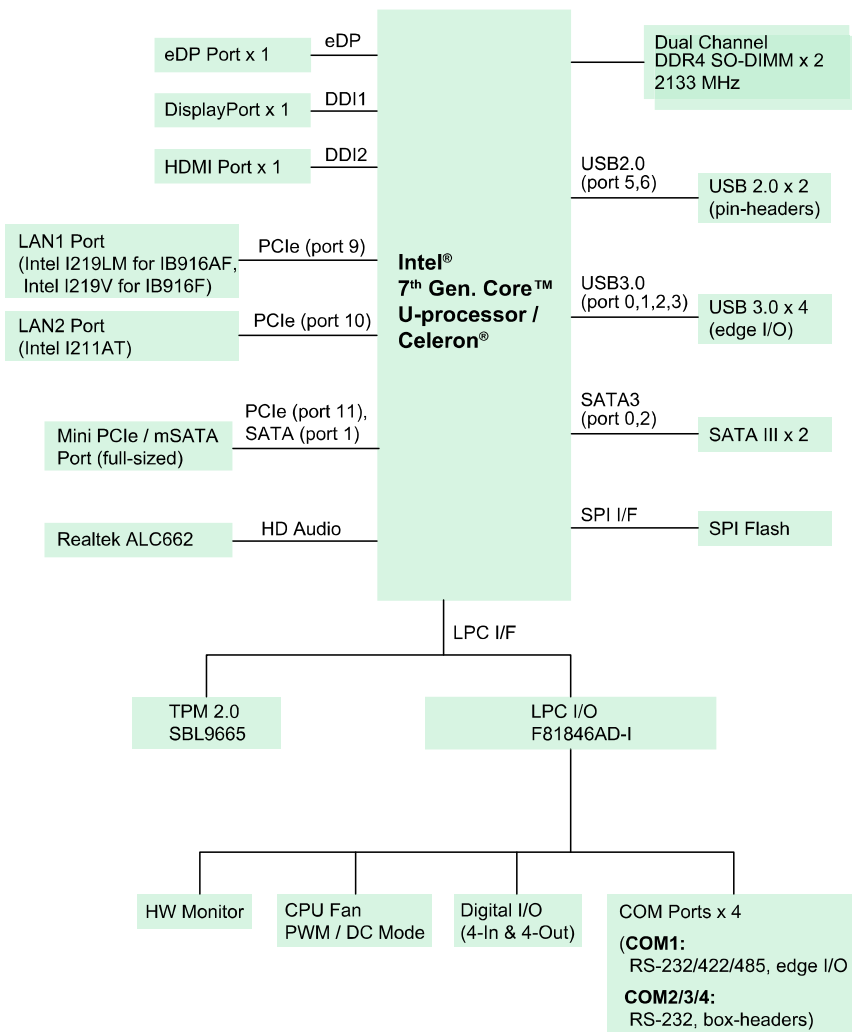 eDP Port x 1
eDP
DisplayPort x 1
DDI1
HDMI Port x 1
DDI2
LAN1 Port
(Intel I219LM for IB916AF,
Intel I219V for IB916F)
PCIe (port 9)
LAN2 Port
(Intel I211AT)
PCIe (port 10)
Mini PCIe / mSATA
Port (full-sized)
PCIe (port 11),
SATA (port 1)
Realtek ALC662
HD Audio
Intel®
7th Gen. Core™
U-processor /
Celeron®
Dual Channel
DDR4 SO-DIMM x 2
2133 MHz
USB2.0
(port 5,6)
USB 2.0 x 2
(pin-headers)
USB3.0
(port 0,1,2,3)
USB 3.0 x 4
(edge I/O)
SATA3
(port 0,2)
SATA III x 2
SPI I/F
SPI Flash
LPC I/F
TPM 2.0
SBL9665
LPC I/O
F81846AD-I
HW Monitor
CPU Fan
PWM / DC Mode
Digital I/O
(4-In & 4-Out)
COM Ports x 4
(COM1:
RS-232/422/485, edge I/O
COM2/3/4:
RS-232, box-headers)